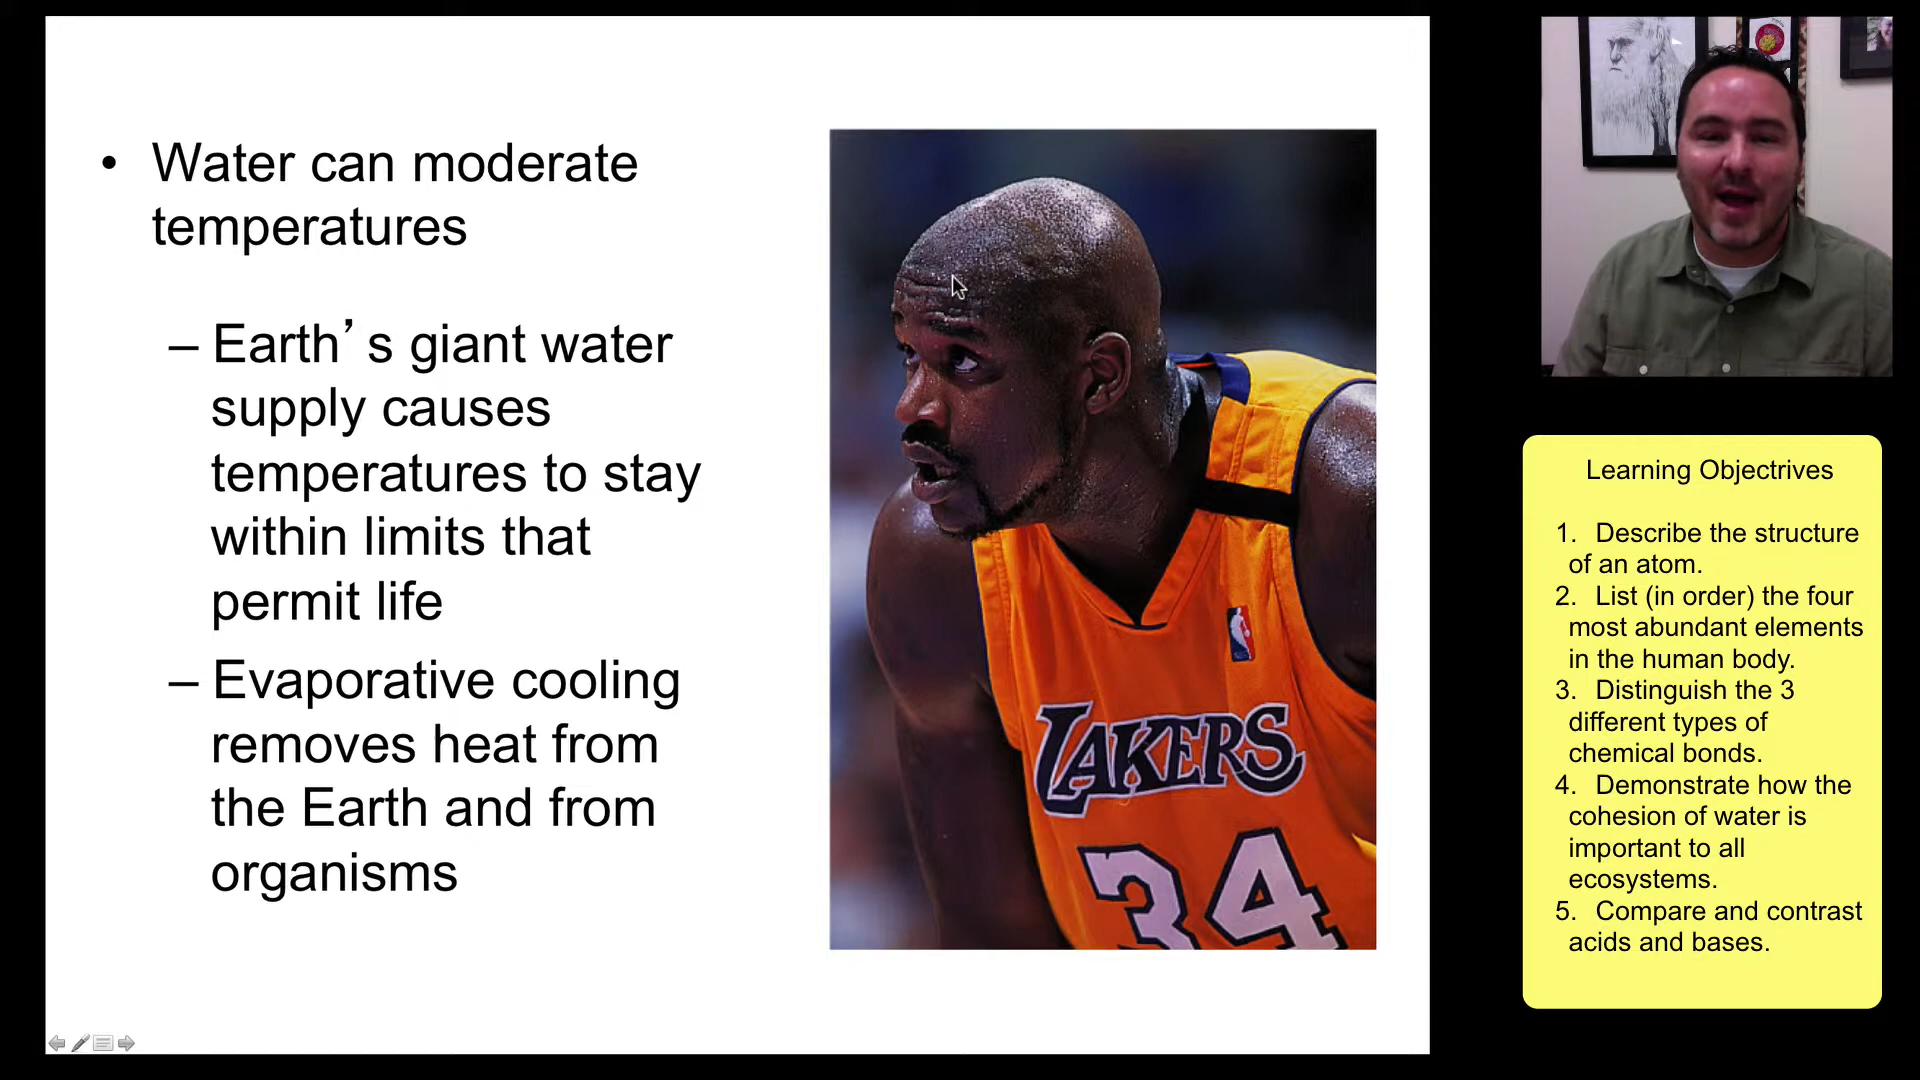 • Water can moderate
temperatures
– Earth’s giant water
supply causes
temperatures to stay
within limits that
permit life
– Evaporative cooling
removes heat from
the Earth and from
organisms
LAKERS
34
Learning Objectrives
1. Describe the structure
of an atom.
2. List (in order) the four
most abundant elements
in the human body.
3. Distinguish the 3
different types of
chemical bonds.
4. Demonstrate how the
cohesion of water is
important to all
ecosystems.
5. Compare and contrast
acids and bases.